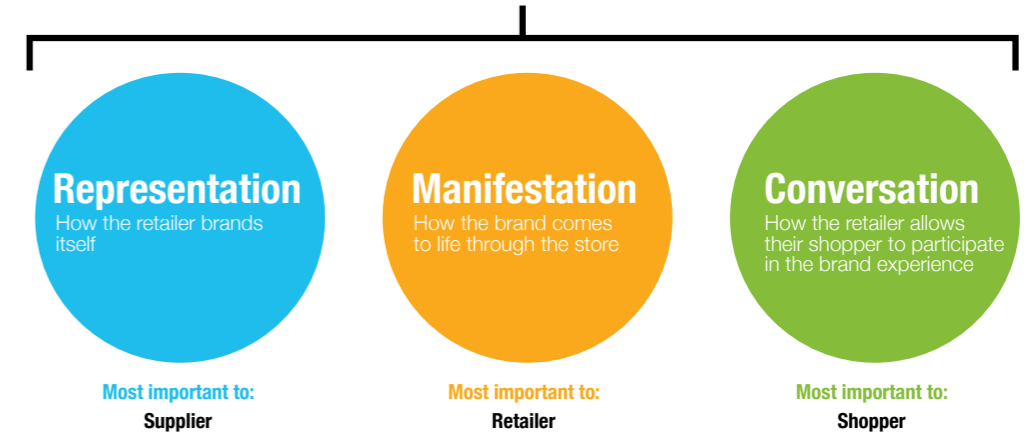 Representation
How the retailer brands
itself
Manifestation
How the brand comes
to life through the store
Conversation
How the retailer allows
their shopper to participate
in the brand experience
Most important to:
Supplier
Most important to:
Retailer
Most important to:
Shopper